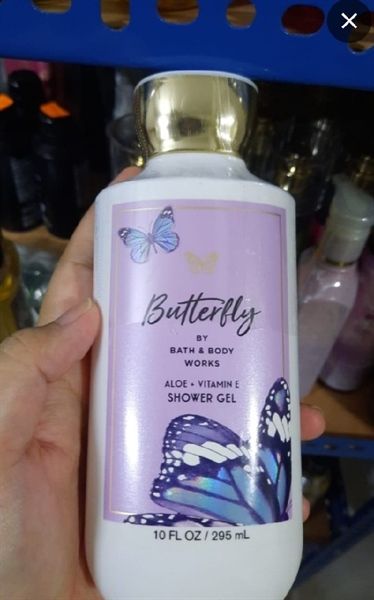 Butterfly
BY
BATH & BODY
WORKS
ALOE + VITAMIN E
SHOWER GEL
10 FL OZ / 295 mL